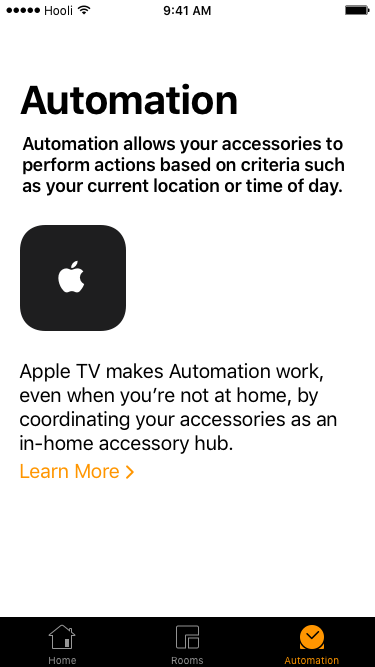 Hooli 9:41 AM
Automation
Automation allows your accessories to
perform actions based on criteria such
as your current location or time of day.
Apple TV makes Automation work,
even when you’re not at home, by
coordinating your accessories as an
in-home accessory hub.
Learn More
Home Rooms Automation